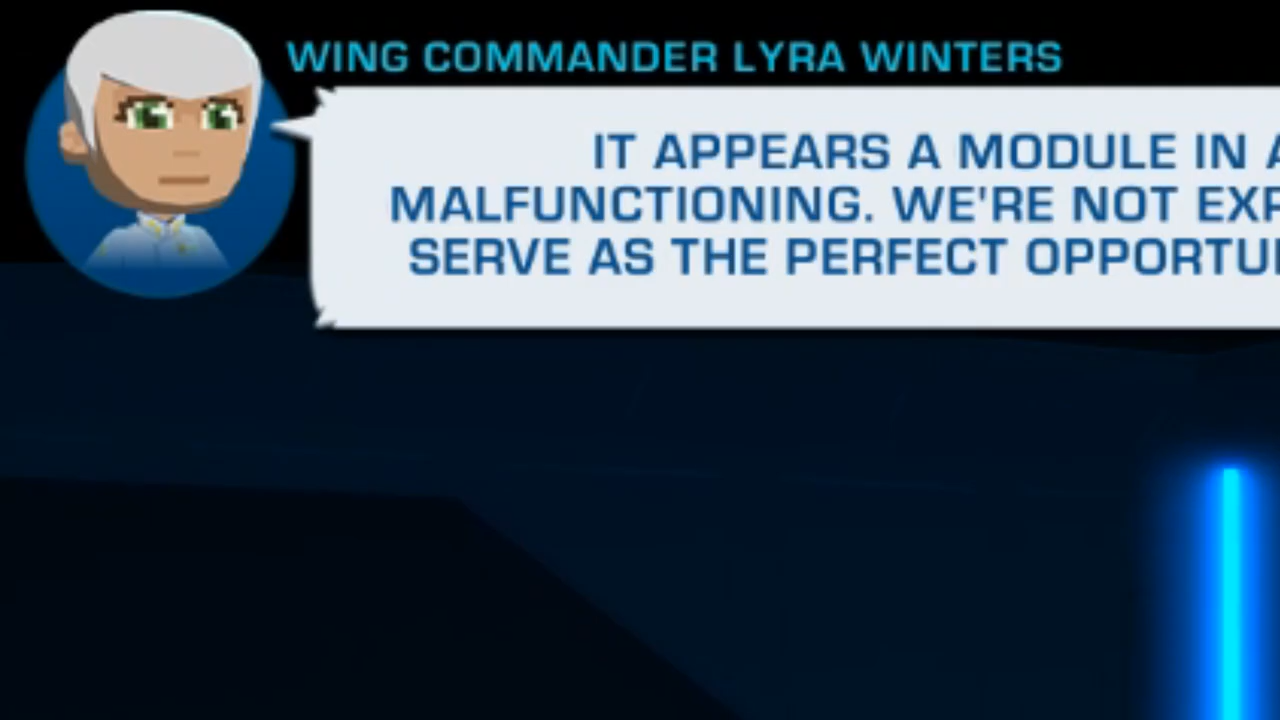 WING COMMANDER LYRA WINTERS
IT APPEARS A MODULE IN
MALFUNCTIONING. WE'RE NOT
SERVE AS THE PERFECT